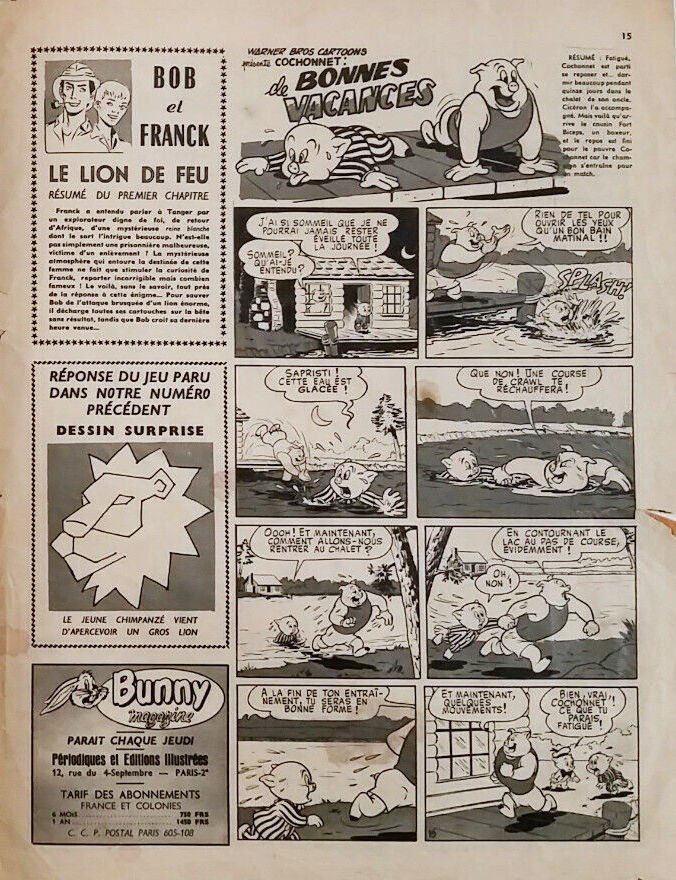 15
BOB
et
FRANCK
LE LION DE FEU
RÉSUMÉ DU PREMIER CHAPITRE
Franck a entendu parler à Tanger par
un explorateur digne de foi, de retour
d'Afrique, d'une mystérieuse reine blanche
dont le sort l'intrigue beaucoup. N'est-elle
pas simplement une prisonnière malheureuse,
victime d'un enlèvement ? La mystérieuse
atmosphère qui entoure la destinée de cette
femme ne fait que stimuler la curiosité de
Franck, reporter incorrigible mais combien
fameux ! Le voilà, sans le savoir, tout près
de la réponse à cette énigme... Pour sauver
Bob de l'attaque brusquée d'un lion énorme,
il décharge toutes ses cartouches sur la bête
sans résultat, tandis que Bob croit sa dernière
heure venue...
RÉPONSE DU JEU PARU
DANS NOTRE NUMÉRO
PRÉCÉDENT
DESSIN SURPRISE
LE JEUNE CHIMPANZÉ VIENT
D'APERCEVOIR UN GROS LION
Bunny
magazine
PARAIT CHAQUE JEUDI
Périodiques et Editions Illustrées
12, rue du 4-Septembre — PARIS-2e
TARIF DES ABONNEMENTS
FRANCE ET COLONIES
6 MOIS 750 FRS
1 AN 1450 FRS
C. C. P. POSTAL PARIS 605-108
WARNER BROS CARTOONS
présente COCHONNET :
de BONNES
VACANCES
RÉSUMÉ : Fatigué,
Cochonnet est parti
se reposer et... dor-
mir beaucoup pendant
quinze jours dans le
chalet de son oncle.
Cicéron l'a accompa-
gné. Mais voilà qu'ar-
rive le cousin Fort
Biceps, un boxeur,
et le repos est fini
pour le pauvre Co-
chonnet car le cham-
pion s'entraîne pour
un match.
J'AI SI SOMMEIL QUE JE NE
POURRAI JAMAIS RESTER
ÉVEILLÉ TOUTE
LA JOURNÉE !
SOMMEIL ?
QU'AI-JE
ENTENDU ?
RIEN DE TEL POUR
OUVRIR LES YEUX
QU'UN BON BAIN
MATINAL !!
SPLASH!
SAPRISTI !
CETTE EAU EST
GLACÉE !
QUE NON ! UNE COURSE
DE CRAWL TE
RÉCHAUFFERA !
OOOH ! ET MAINTENANT,
COMMENT ALLONS-NOUS
RENTRER AU CHALET ?
EN CONTOURNANT LE
LAC AU PAS DE COURSE,
ÉVIDEMMENT !
OH,
NON !
A LA FIN DE TON ENTRAÎ-
NEMENT, TU SERAS EN
BONNE FORME !
ET MAINTENANT,
QUELQUES
MOUVEMENTS !
BIEN, VRAI,
COCHONNET !
CE QUE TU
PARAIS,
FATIGUÉ !